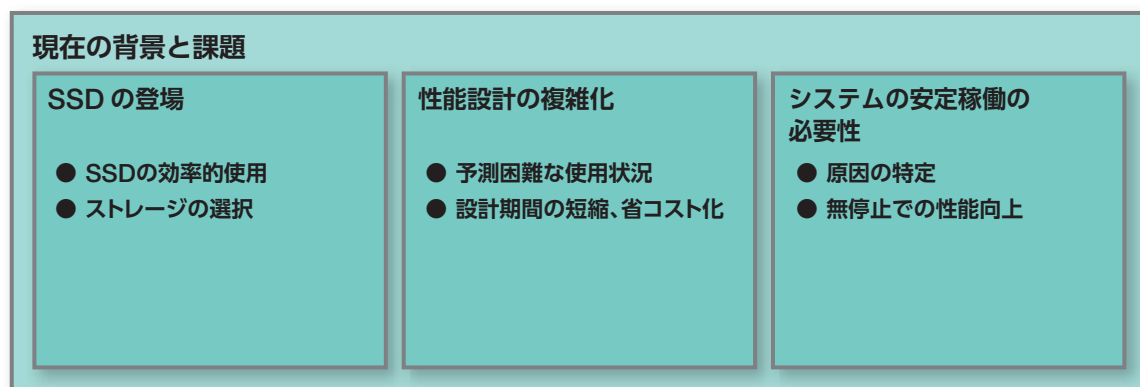 現在の背景と課題
SSD の登場
● SSDの効率的使用
● ストレージの選択
性能設計の複雑化
● 予測困難な使用状況
● 設計期間の短縮、省コスト化
システムの安定稼働の
必要性
● 原因の特定
● 無停止での性能向上